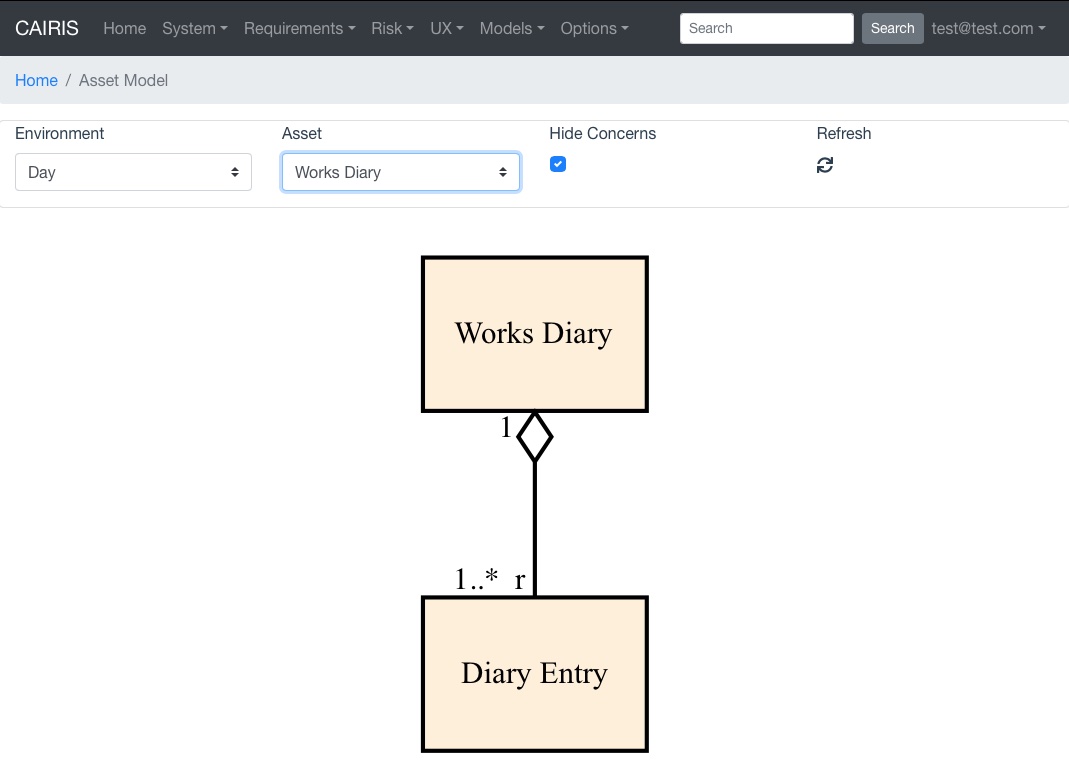 CAIRIS Home System Requirements Risk UX Models Options Search Search test@test.com
Home / Asset Model
Environment Asset Hide Concerns Refresh
Day Works Diary
Works Diary
1
1..* r
Diary Entry